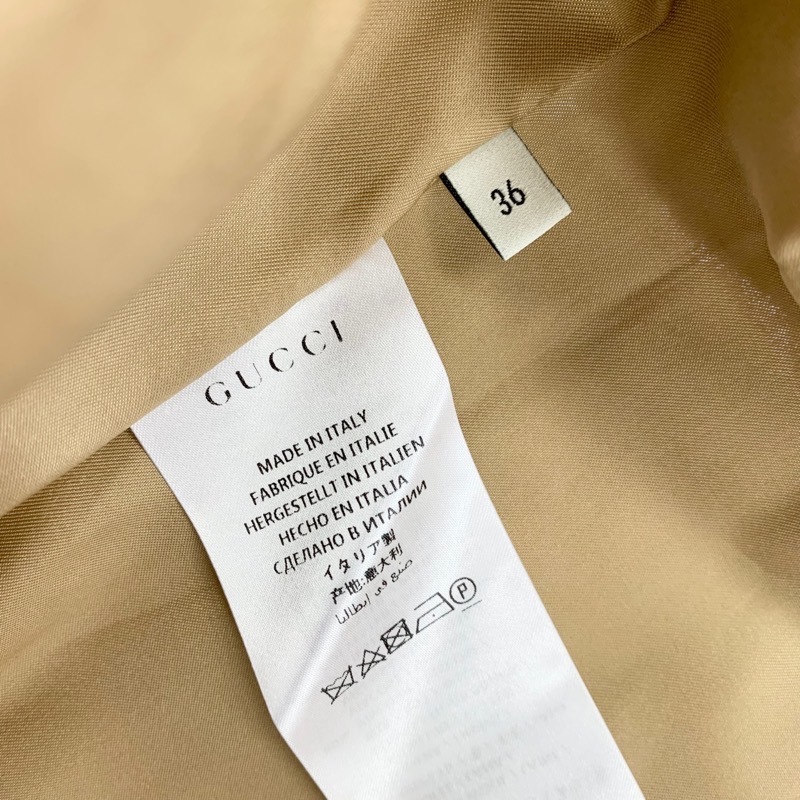 36
GUCCI
MADE IN ITALY
FABRIQUE EN ITALIE
HERGESTELLT IN ITALIEN
HECHO EN ITALIA
СДЕЛАНО В ИТАЛИИ
イタリア製
产地:意大利
صنع في إيطاليا
P